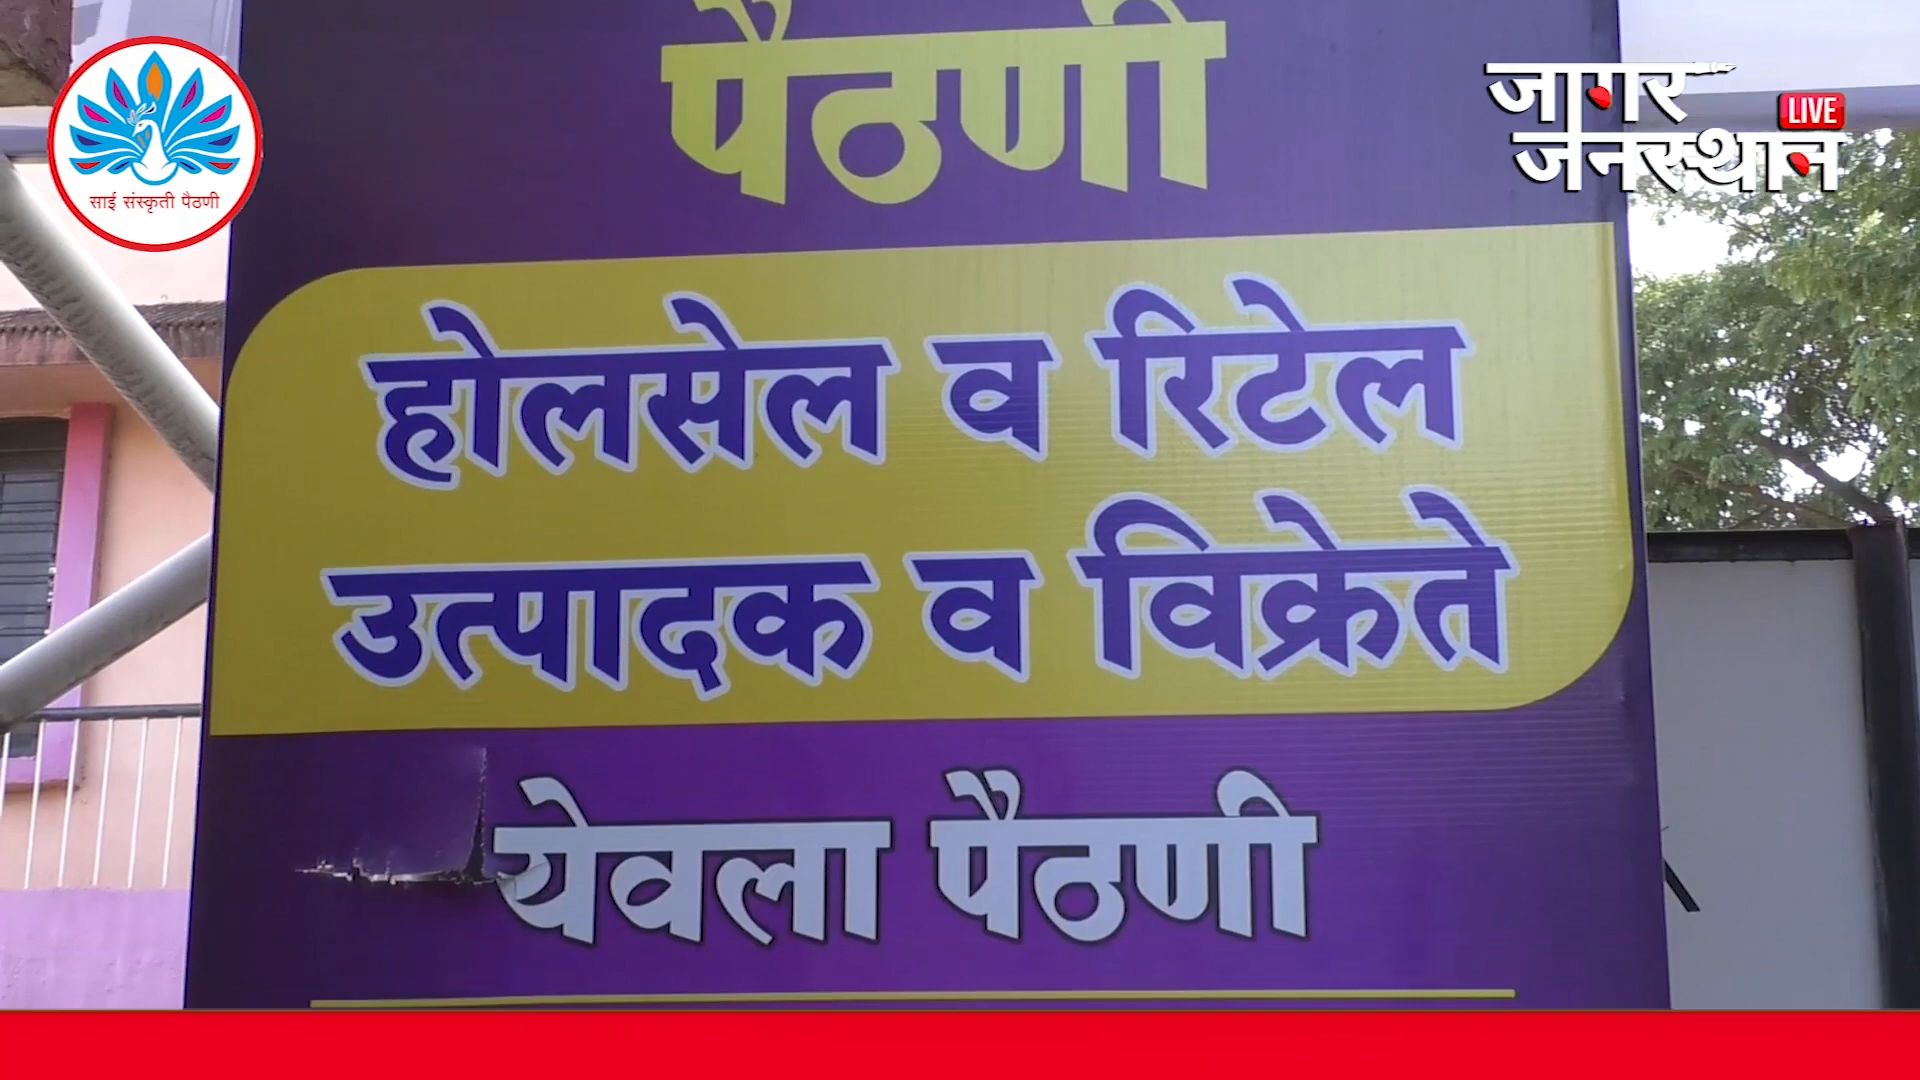 पैठणी
साई संस्कृती पैठणी
जागर
जनस्थान
LIVE
होलसेल व रिटेल
उत्पादक व विक्रेते
येवला पैठणी